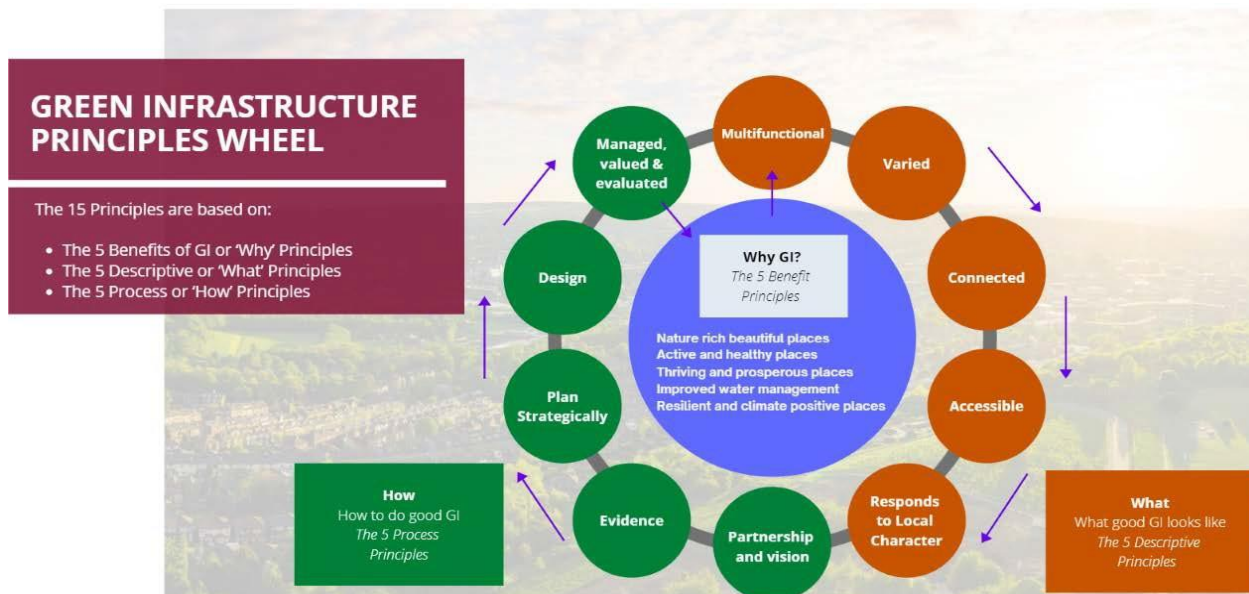 GREEN INFRASTRUCTURE
PRINCIPLES WHEEL
The 15 Principles are based on:
• The 5 Benefits of GI or ‘Why’ Principles
• The 5 Descriptive or ‘What’ Principles
• The 5 Process or ‘How’ Principles
Multifunctional
Varied
Connected
Accessible
Responds
to Local
Character
Partnership
and vision
Evidence
Plan
Strategically
Design
Managed,
valued &
evaluated
Why GI?
The 5 Benefit
Principles
Nature rich beautiful places
Active and healthy places
Thriving and prosperous places
Improved water management
Resilient and climate positive places
How
How to do good GI
The 5 Process
Principles
What
What good GI looks like
The 5 Descriptive
Principles